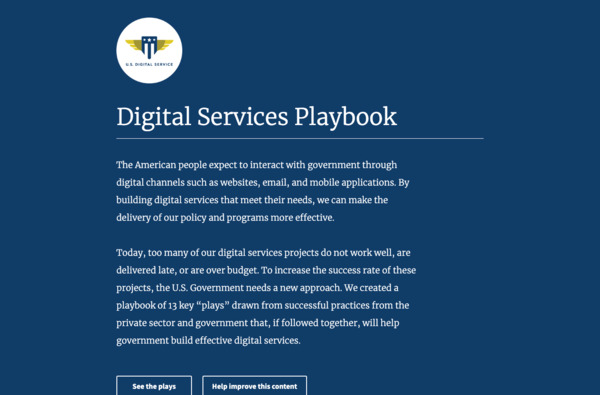 U.S. DIGITAL SERVICE
Digital Services Playbook
The American people expect to interact with government through
digital channels such as websites, email, and mobile applications. By
building digital services that meet their needs, we can make the
delivery of our policy and programs more effective.
Today, too many of our digital services projects do not work well, are
delivered late, or are over budget. To increase the success rate of these
projects, the U.S. Government needs a new approach. We created a
playbook of 13 key “plays” drawn from successful practices from the
private sector and government that, if followed together, will help
government build effective digital services.
See the plays
Help improve this content